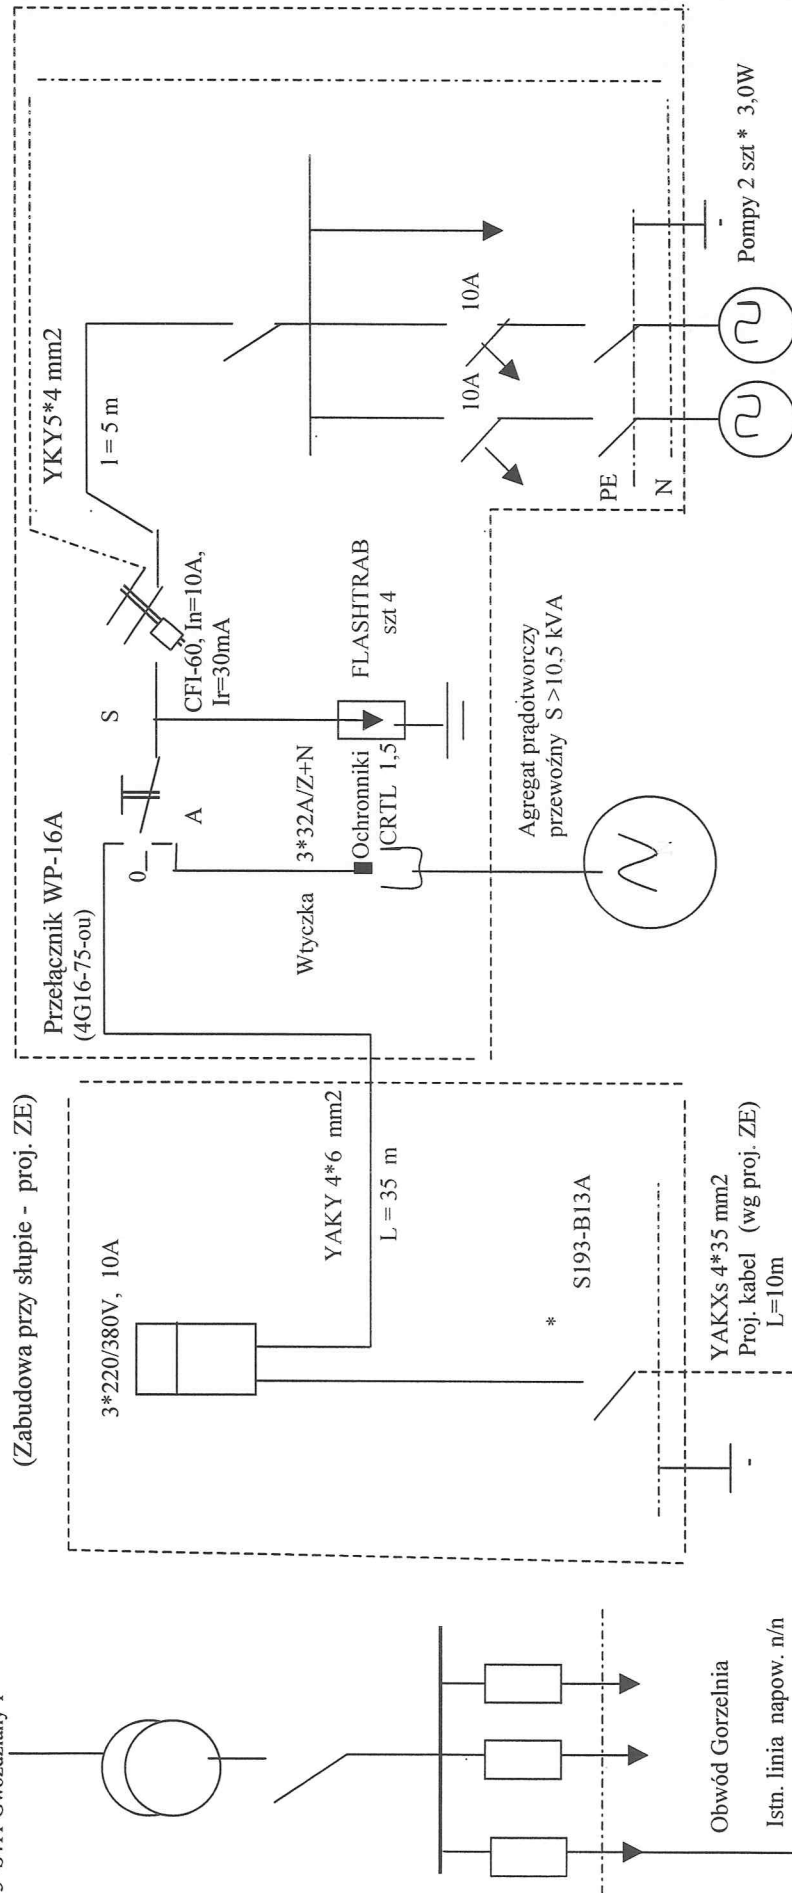 (Zabudowa przy słupie - proj. ZE)
3*220/380V, 10A
YAKY 4*6 mm2
L = 35 m
*
S193-B13A
YAKXs 4*35 mm2
Proj. kabel (wg proj. ZE)
L=10m
-
Obwód Gorzelnia
Istn. linia napow. n/n
Przełącznik WP-16A
(4G16-75-ou)
0
A
S
Wtyczka 3*32A/Z+N
Ochronniki
CRTL 1,5
FLASHTRAB
szt 4
CFI-60, In=10A,
Ir=30mA
YKY5*4 mm2
l = 5 m
10A
10A
PE
N
Agregat prądotworczy
przewoźny S >10,5 kVA
-
Pompy 2 szt * 3,0W